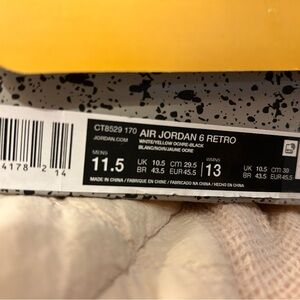 CT8529 170 AIR JORDAN 6 RETRO
JORDAN.COM WHITE/YELLOW OCHRE-BLACK
BLANC/NOIR/JAUNE OCRE
MENS WMNS
11.5 UK 10.5 CM 29.5 13 UK 10.5 CM 39
BR 43.5 EUR 45.5 BR 43.5 EUR 45.5
MADE IN CHINA / FABRIQUE EN CHINE / FABRICADO NA CHINA / HECHO EN CHINA
4178 2 14